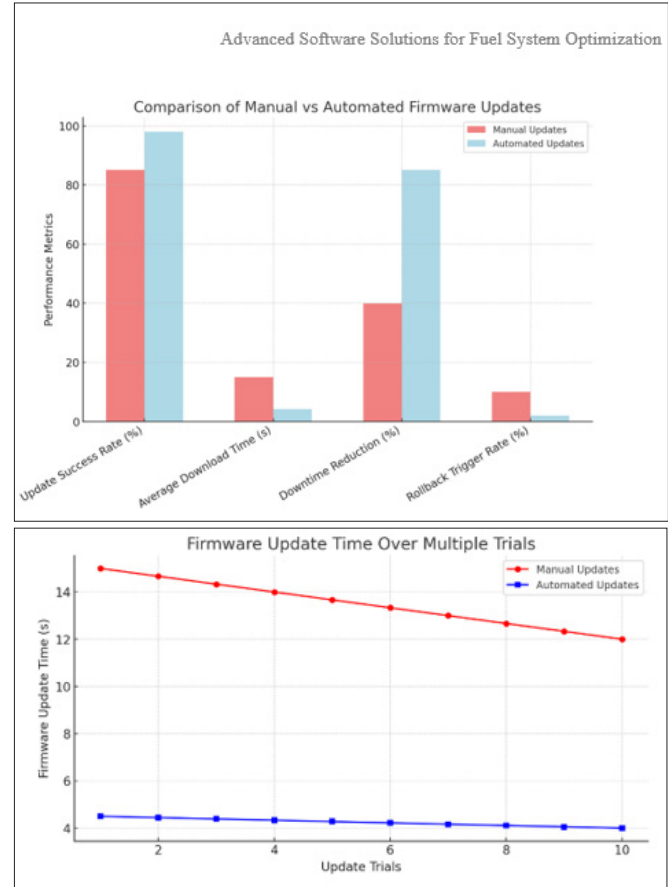 Advanced Software Solutions for Fuel System Optimization
Comparison of Manual vs Automated Firmware Updates
Manual Updates
Automated Updates
Performance Metrics
100
80
60
40
20
0
Update Success Rate (%)
Average Download Time (s)
Downtime Reduction (%)
Rollback Trigger Rate (%)
Firmware Update Time Over Multiple Trials
Manual Updates
Automated Updates
Firmware Update Time (s)
14
12
10
8
6
4
2 4 6 8 10
Update Trials